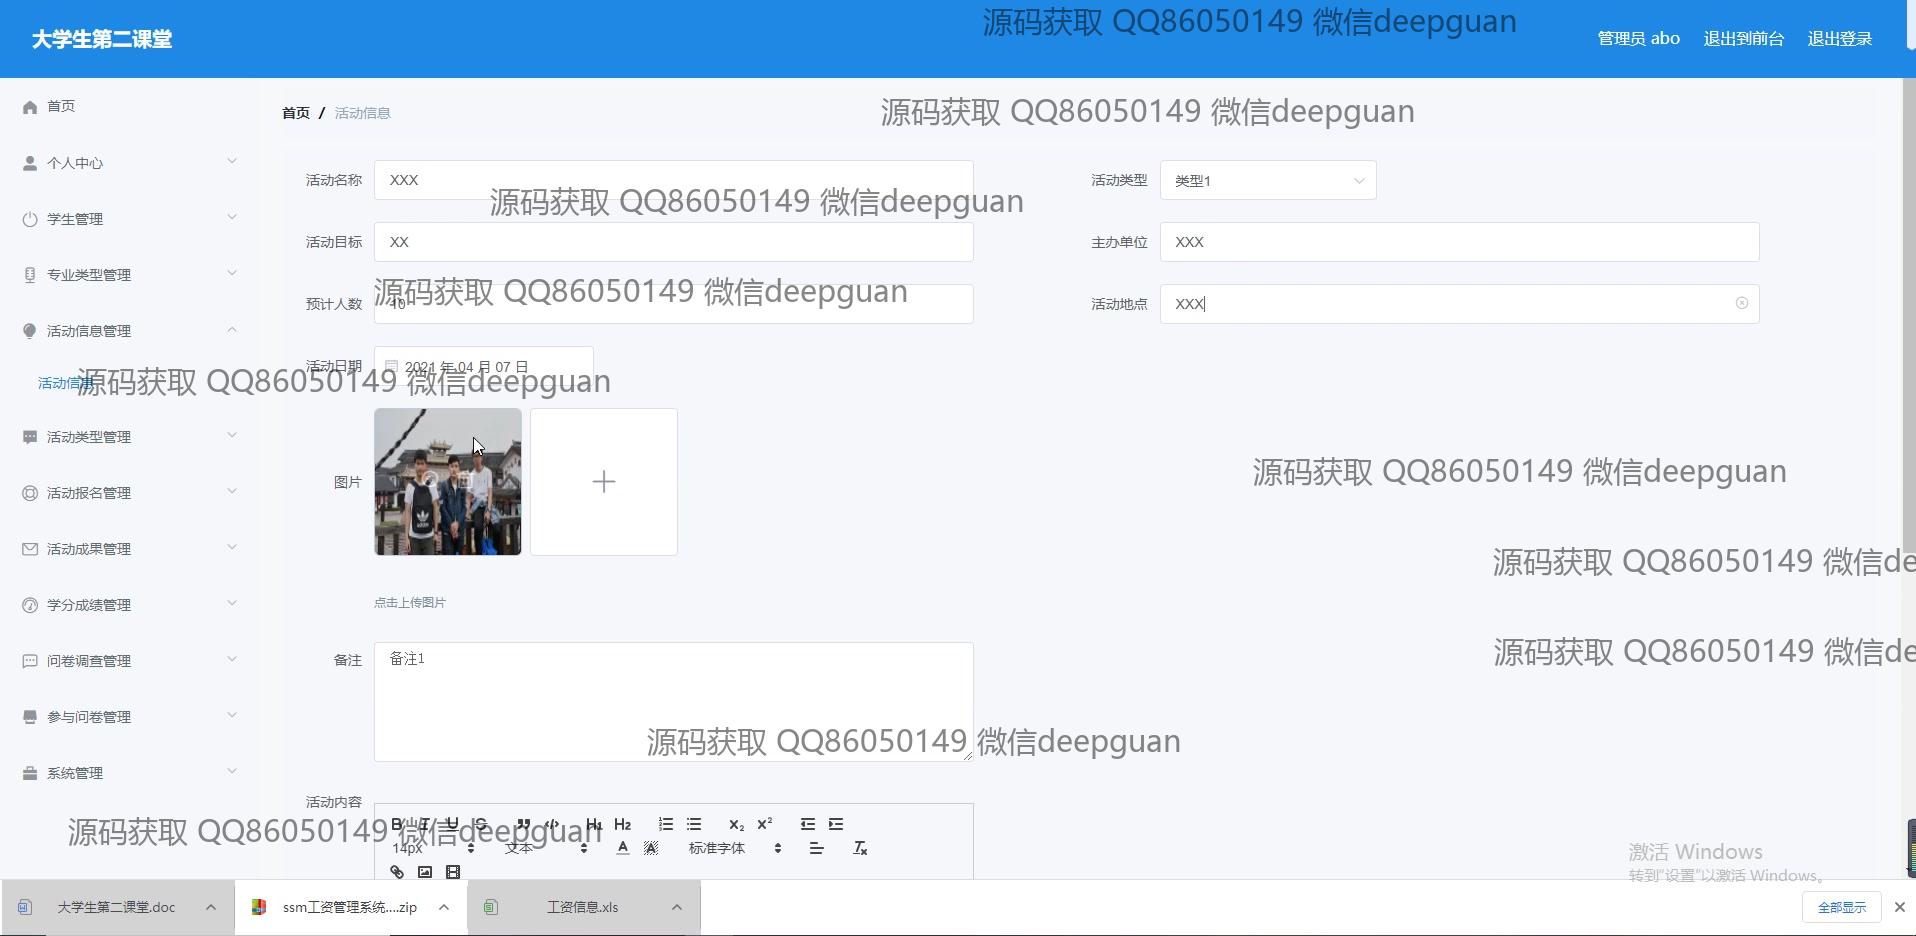 大学生第二课堂
源码获取 QQ86050149 微信deepguan
管理员 abo
退出到前台
退出登录
首页
个人中心
学生管理
专业类型管理
活动信息管理
活动信息
活动类型管理
活动报名管理
活动成果管理
学分成绩管理
问卷调查管理
参与问卷管理
系统管理
首页 / 活动信息
源码获取 QQ86050149 微信deepguan
活动名称 XXX
活动类型 类型1
源码获取 QQ86050149 微信deepguan
活动目标 XX
主办单位 XXX
源码获取 QQ86050149 微信deepguan
预计人数 10
活动地点 XXX
活动日期 2021 年 04 月 07 日
源码获取 QQ86050149 微信deepguan
源码获取 QQ86050149 微信deepguan
图片
源码获取 QQ86050149 微信de
点击上传图片
源码获取 QQ86050149 微信de
备注 备注1
源码获取 QQ86050149 微信deepguan
活动内容
源码获取 QQ86050149 微信deepguan
B I U S H1 H2 X₂ X²
14px 文本 A A 标准字体 Tx
激活 Windows
转到"设置"以激活 Windows。
大学生第二课堂.doc
ssm工资管理系统....zip
工资信息.xls
全部显示